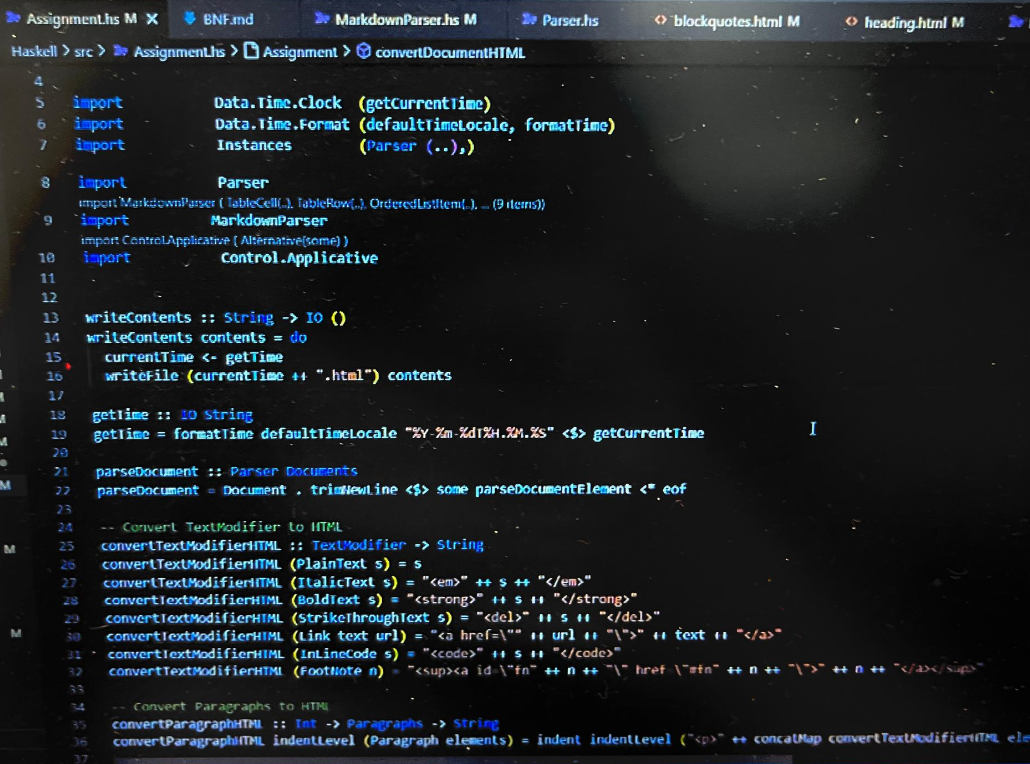 Assignment.hs M X BNF.md MarkdownParser.hs M Parser.hs <> blockquotes.html M <> heading.html M
Haskell > src > Assignment.hs > Assignment > convertDocumentHTML
4
5 import Data.Time.Clock (getCurrentTime)
6 import Data.Time.Format (defaultTimeLocale, formatTime)
7 import Instances (Parser (..),)
8 import Parser
import MarkdownParser ( TableCell(..), TableRow(..), OrderedListItem(..), ... (9 items))
9 import MarkdownParser
import Control.Applicative ( Alternative(some) )
10 import Control.Applicative
11
12
13 writeContents :: String -> IO ()
14 writeContents contents = do
15 currentTime <- getTime
16 writeFile (currentTime ++ ".html") contents
17
18 getTime :: IO String
19 getTime = formatTime defaultTimeLocale "%Y-%m-%dT%H.%M.%S" <$> getCurrentTime
20
21 parseDocument :: Parser Documents
22 parseDocument = Document . trimNewLine <$> some parseDocumentElement <* eof
23
24 -- Convert TextModifier to HTML
25 convertTextModifierHTML :: TextModifier -> String
26 convertTextModifierHTML (PlainText s) = s
27 convertTextModifierHTML (ItalicText s) = "<em>" ++ s ++ "</em>"
28 convertTextModifierHTML (BoldText s) = "<strong>" ++ s ++ "</strong>"
29 convertTextModifierHTML (StrikeThroughText s) = "<del>" ++ s ++ "</del>"
30 convertTextModifierHTML (Link text url) = "<a href=\"" ++ url ++ "\">" ++ text ++ "</a>"
31 convertTextModifierHTML (InLineCode s) = "<code>" ++ s ++ "</code>"
32 convertTextModifierHTML (FootNote n) = "<sup><a id=\"fn" ++ n ++ "\" href=\"#fn" ++ n ++ "\">" ++ n ++ "</a></sup>"
33
34 -- Convert Paragraphs to HTML
35 convertParagraphHTML :: Int -> Paragraphs -> String
36 convertParagraphHTML indentLevel (Paragraph elements) = indent indentLevel ("<p>" ++ concatMap convertTextModifierHTML ele
37
M
M
M